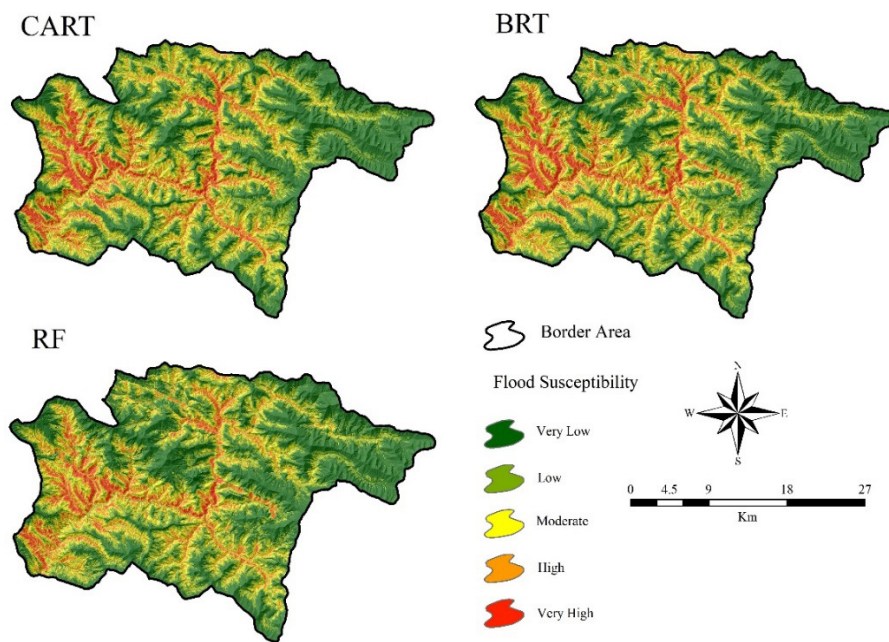 CART
BRT
RF
Border Area
Flood Susceptibility
Very Low
Low
Moderate
High
Very High
N
W
E
S
0 4.5 9 18 27
Km